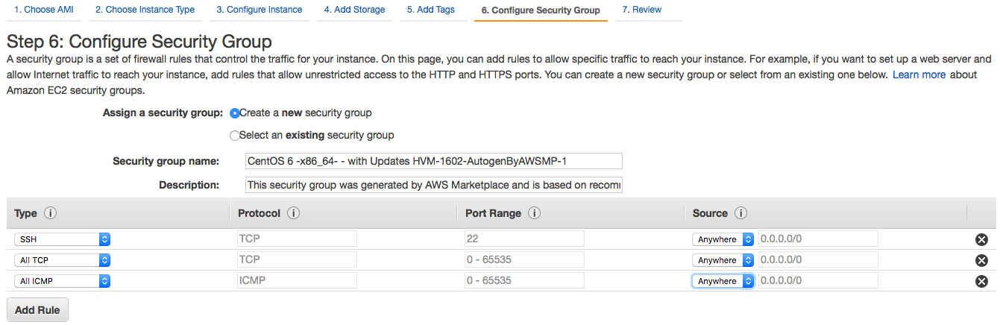 1. Choose AMI 2. Choose Instance Type 3. Configure Instance 4. Add Storage 5. Add Tags 6. Configure Security Group 7. Review
Step 6: Configure Security Group
A security group is a set of firewall rules that control the traffic for your instance. On this page, you can add rules to allow specific traffic to reach your instance. For example, if you want to set up a web server and
allow Internet traffic to reach your instance, add rules that allow unrestricted access to the HTTP and HTTPS ports. You can create a new security group or select from an existing one below. Learn more about
Amazon EC2 security groups.
Assign a security group: Create a new security group
Select an existing security group
Security group name: CentOS 6 -x86_64- - with Updates HVM-1602-AutogenByAWSMP-1
Description: This security group was generated by AWS Marketplace and is based on recom
Type i Protocol i Port Range i Source i
SSH TCP 22 Anywhere 0.0.0.0/0
All TCP TCP 0 - 65535 Anywhere 0.0.0.0/0
All ICMP ICMP 0 - 65535 Anywhere 0.0.0.0/0
Add Rule